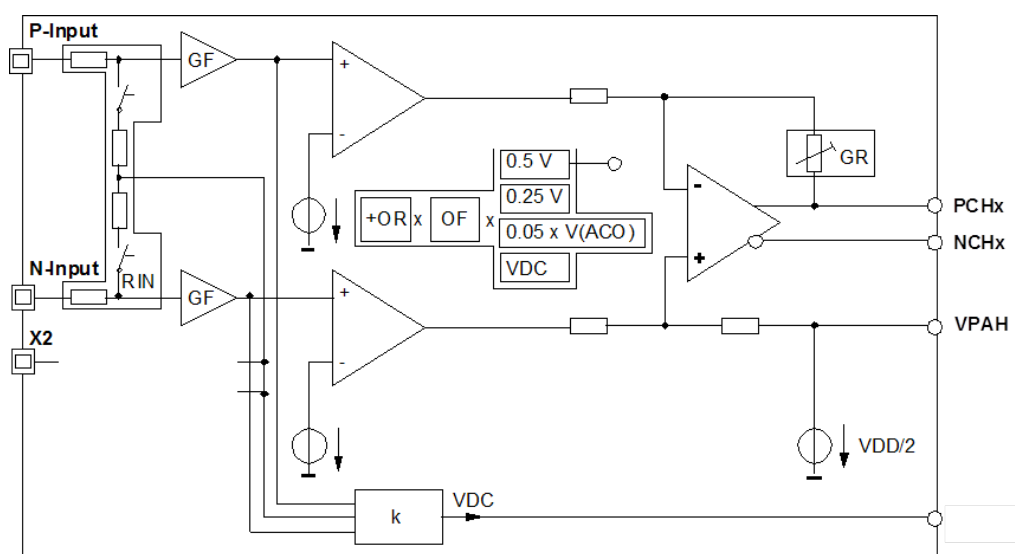 P-Input
GF
+
-
0.5 V
GR
0.25 V
+OR x OF x
0.05 x V(ACO)
VDC
-
+
PCHx
NCHx
N-Input
RIN
GF
+
-
VPAH
X2
VDD/2
k
VDC